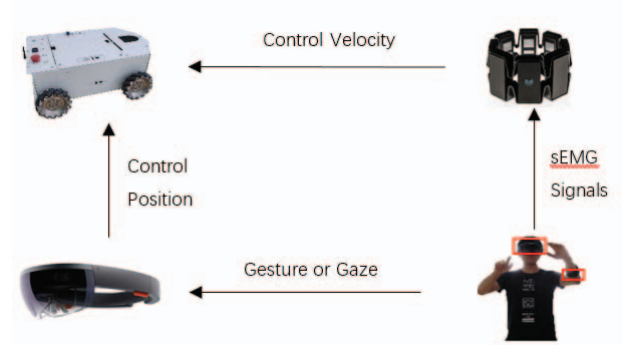 Control Velocity
Control
Position
sEMG
Signals
Gesture or Gaze